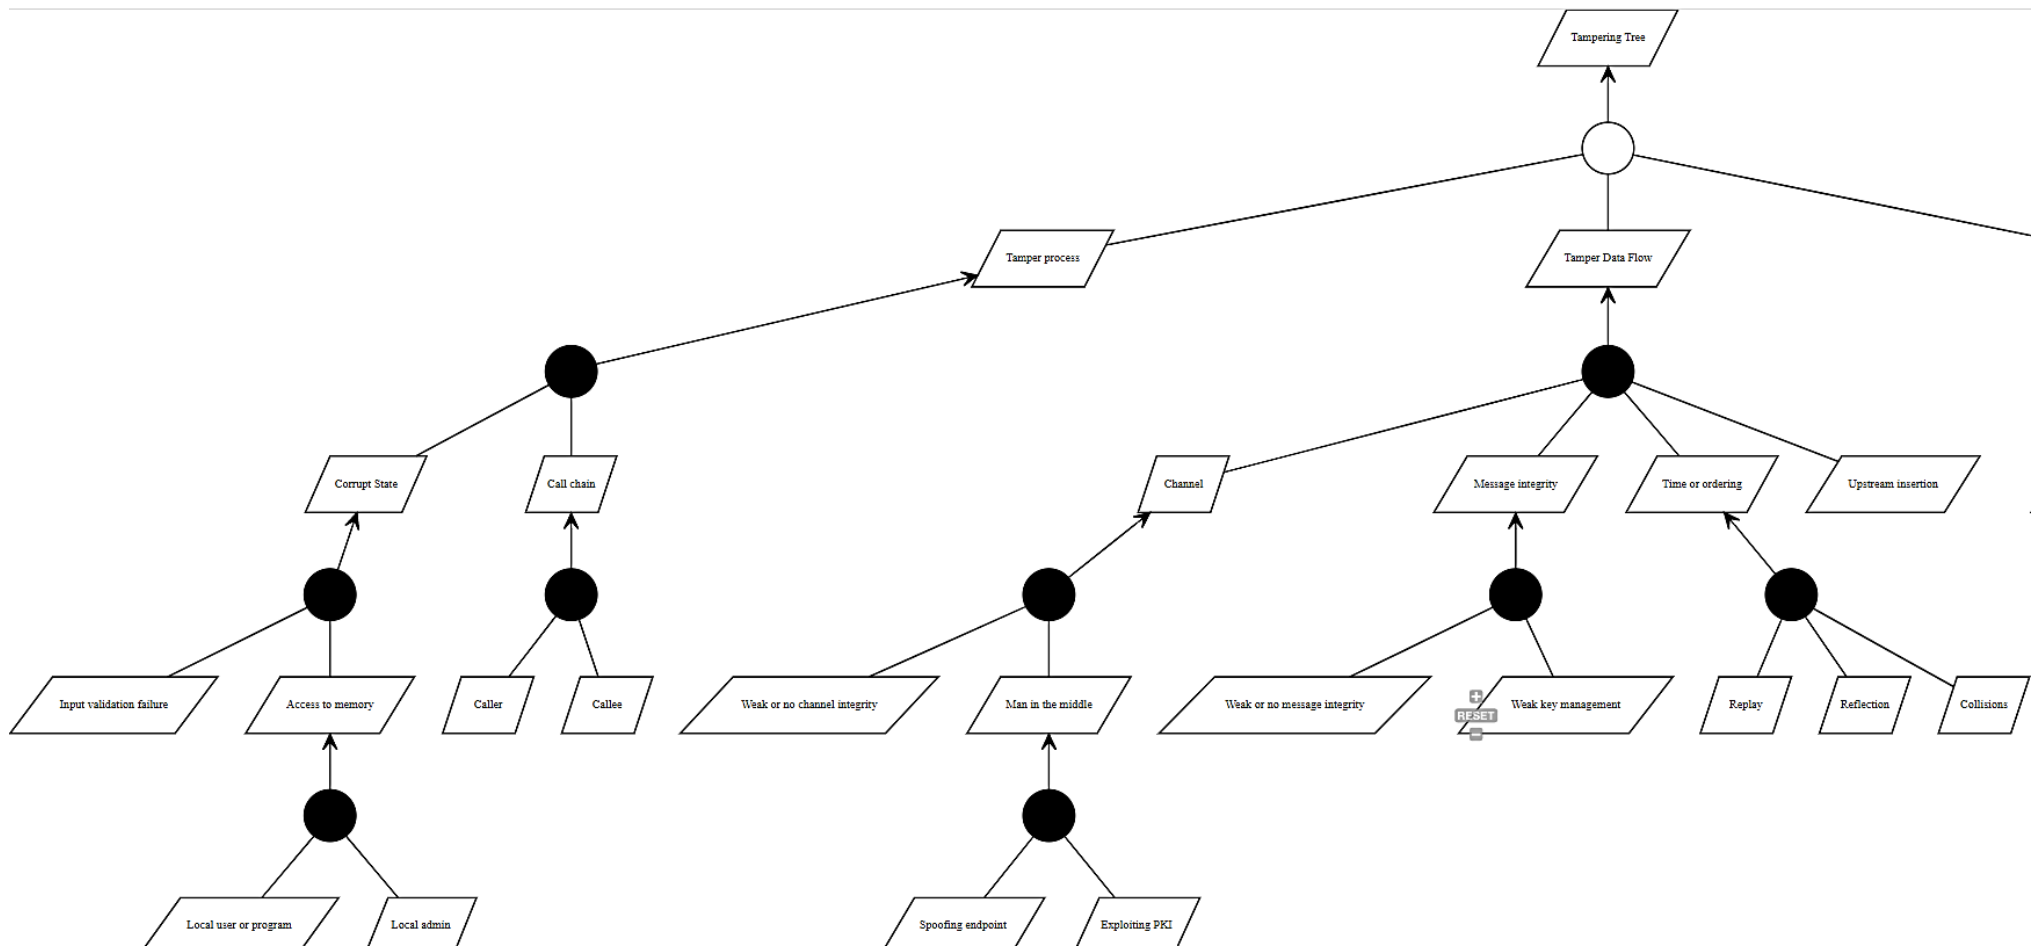 Tampering Tree
Tamper process
Tamper Data Flow
Corrupt State
Call chain
Channel
Message integrity
Time or ordering
Upstream insertion
Input validation failure
Access to memory
Caller
Callee
Weak or no channel integrity
Man in the middle
Weak or no message integrity
RESET
Weak key management
Replay
Reflection
Collisions
Local user or program
Local admin
Spoofing endpoint
Exploiting PKI